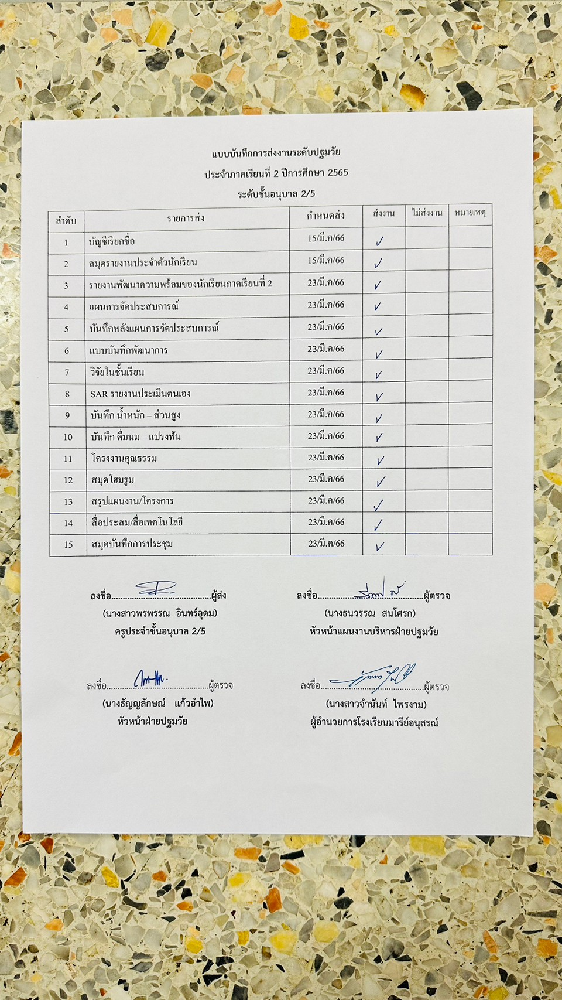 แบบบันทึกการส่งงานระดับปฐมวัย
ประจำภาคเรียนที่ 2 ปีการศึกษา 2565
ระดับชั้นอนุบาล 2/5
ลำดับ รายการส่ง กำหนดส่ง ส่งงาน ไม่ส่งงาน หมายเหตุ
1 บัญชีเรียกชื่อ 15/มี.ค/66 ✓
2 สมุดรายงานประจำตัวนักเรียน 15/มี.ค/66 ✓
3 รายงานพัฒนาความพร้อมของนักเรียนภาคเรียนที่ 2 23/มี.ค/66 ✓
4 แผนการจัดประสบการณ์ 23/มี.ค/66 ✓
5 บันทึกหลังแผนการจัดประสบการณ์ 23/มี.ค/66 ✓
6 แบบบันทึกพัฒนาการ 23/มี.ค/66 ✓
7 วิจัยในชั้นเรียน 23/มี.ค/66 ✓
8 SAR รายงานประเมินตนเอง 23/มี.ค/66 ✓
9 บันทึก น้ำหนัก – ส่วนสูง 23/มี.ค/66 ✓
10 บันทึก ดื่มนม – แปรงฟัน 23/มี.ค/66 ✓
11 โครงงานคุณธรรม 23/มี.ค/66 ✓
12 สมุดโฮมรูม 23/มี.ค/66 ✓
13 สรุปแผนงาน/โครงการ 23/มี.ค/66 ✓
14 สื่อประสม/สื่อเทคโนโลยี 23/มี.ค/66 ✓
15 สมุดบันทึกการประชุม 23/มี.ค/66 ✓
ลงชื่อ..........................................ผู้ส่ง ลงชื่อ..........................................ผู้ตรวจ
(นางสาวพรพรรณ อินทร์อุดม) (นางธนวรรณ สนโศรก)
ครูประจำชั้นอนุบาล 2/5 หัวหน้าแผนงานบริหารฝ่ายปฐมวัย
ลงชื่อ..........................................ผู้ตรวจ ลงชื่อ..........................................ผู้ตรวจ
(นางธัญญลักษณ์ แก้วอำไพ) (นางสาวจำนันท์ ไพรงาม)
หัวหน้าฝ่ายปฐมวัย ผู้อำนวยการโรงเรียนมารีย์อนุสรณ์